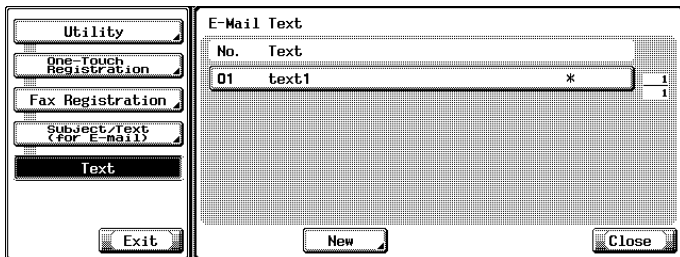 Utility
One-Touch
Registration
Fax Registration
Subject/Text
(for E-mail)
Text
Exit
E-Mail Text
No. Text
01 text1 *
1
1
New
Close